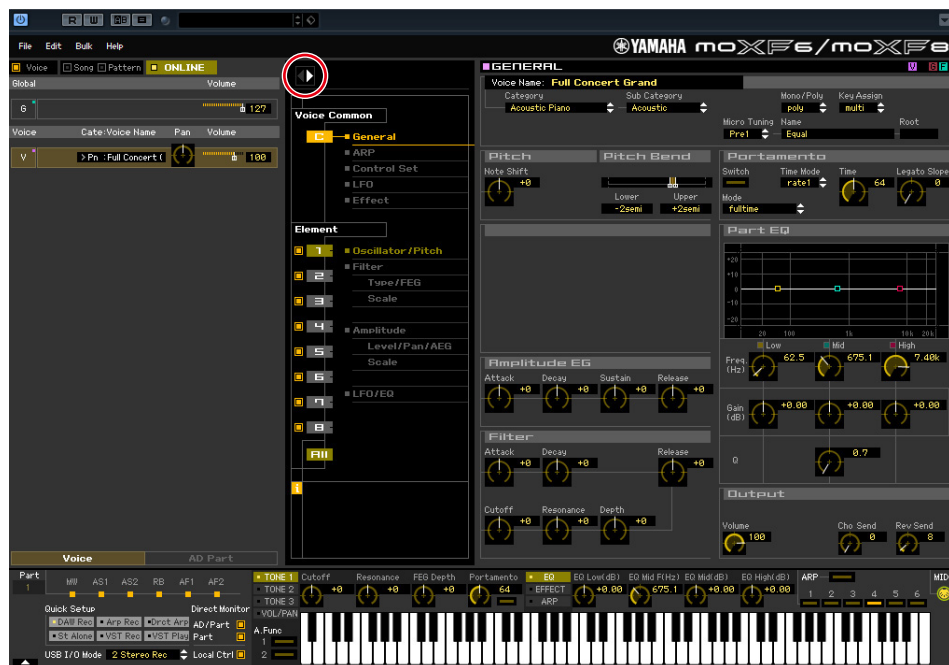 R W AB
File Edit Bulk Help
YAMAHA MOXF6/MOXF8
Voice Song Pattern ONLINE
Global Volume
G 127
Voice Cate:Voice Name Pan Volume
V >Pn :Full Concert ( 100
Voice AD Part
Voice Common
C General
ARP
Control Set
LFO
Effect
Element
1 Oscillator/Pitch
2 Filter
Type/FEG
3 Scale
4 Amplitude
5 Level/Pan/AEG
Scale
6
7 LFO/EQ
8
All
i
GENERAL V
Voice Name: Full Concert Grand
Category Sub Category Mono/Poly Key Assign
Acoustic Piano Acoustic poly multi
Micro Tuning Name Root
Pre1 Equal
Pitch Pitch Bend
Note Shift
+0
Lower Upper
-2semi +2semi
Portamento
Switch Time Mode Time Legato Slope
rate1 64 0
Mode
fulltime
Part EQ
+20
+10
0
-10
-20
20 100 1k 10k 20k
Low Mid High
Freq. (Hz) 62.5 675.1 7.40k
Gain (dB) +0.00 +0.00 +0.00
Q 0.7
Amplitude EG
Attack Decay Sustain Release
+0 +0 +0 +0
Filter
Attack Decay Release
+0 +0 +0
Cutoff Resonance Depth
+0 +0 +0
Output
Volume Cho Send Rev Send
100 0 8
Part
1
MW AS1 AS2 RB AF1 AF2
Quick Setup Direct Monitor
DAW Rec Arp Rec Drct Arp AD/Part
St Alone VST Rec VST Play Part
USB I/O Mode 2 Stereo Rec Local Ctrl
TONE 1 Cutoff Resonance FEG Depth Portamento
TONE 2 +0 +0 +0 64
TONE 3
VOL/PAN
EQ EQ Low(dB) EQ Mid F(Hz) EQ Mid(dB) EQ High(dB)
EFFECT +0.00 675.1 +0.00 +0.00
ARP
ARP
1 2 3 4 5 6
MID
A.Func
1
2